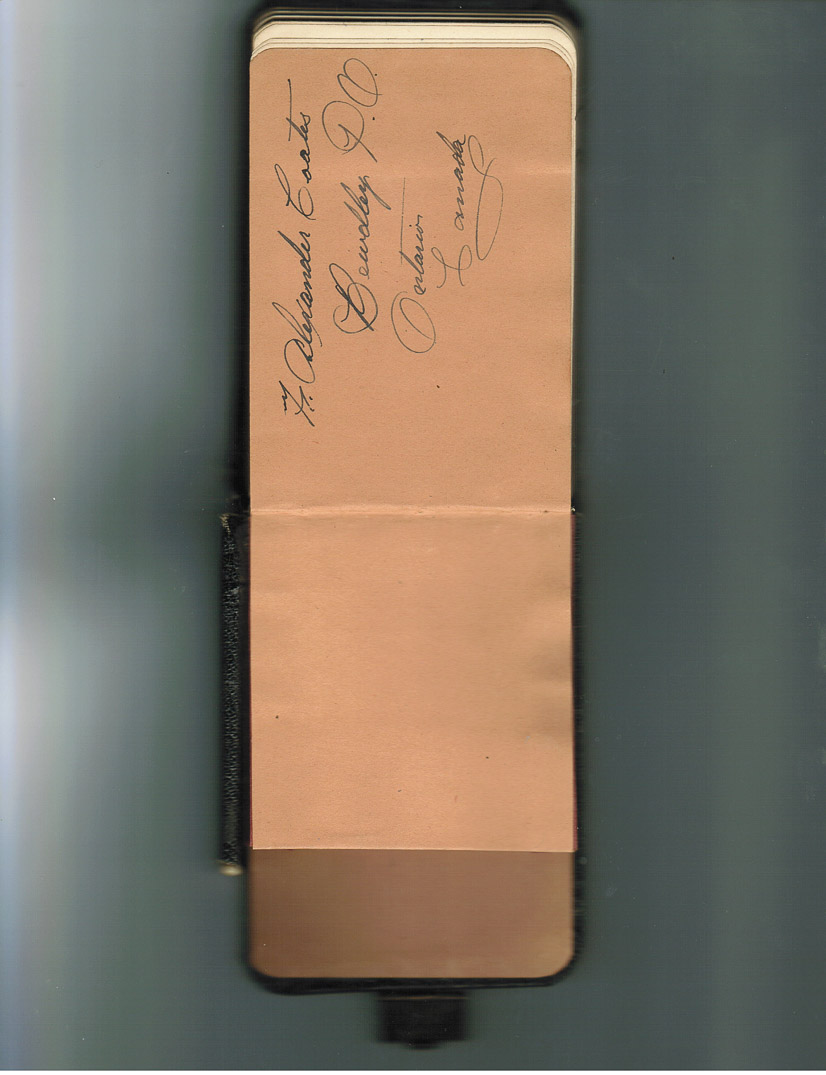 H. Alexander Coates
Bewdley P.O.
Ontario
Canada